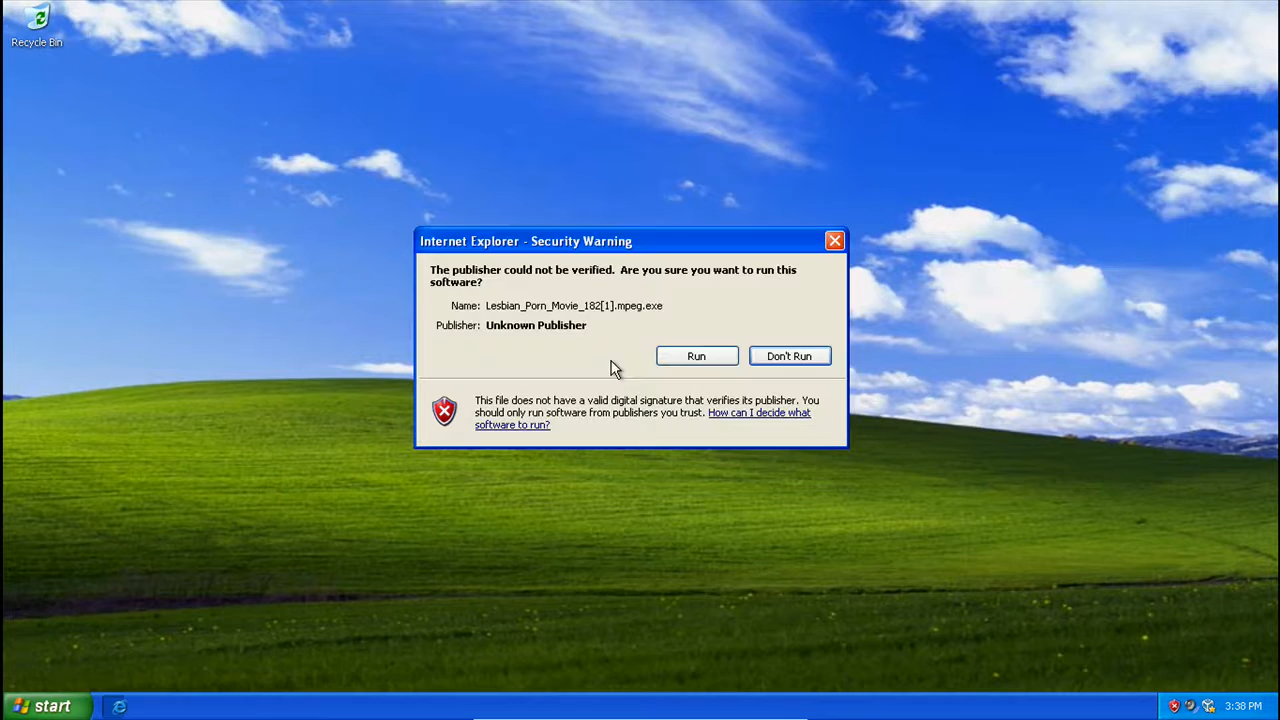 Recycle Bin
Internet Explorer - Security Warning
The publisher could not be verified.  Are you sure you want to run this
software?
Name: Lesbian_Porn_Movie_182[1].mpeg.exe
Publisher: Unknown Publisher
Run Don't Run
This file does not have a valid digital signature that verifies its publisher. You
should only run software from publishers you trust. How can I decide what
software to run?
start 3:38 PM